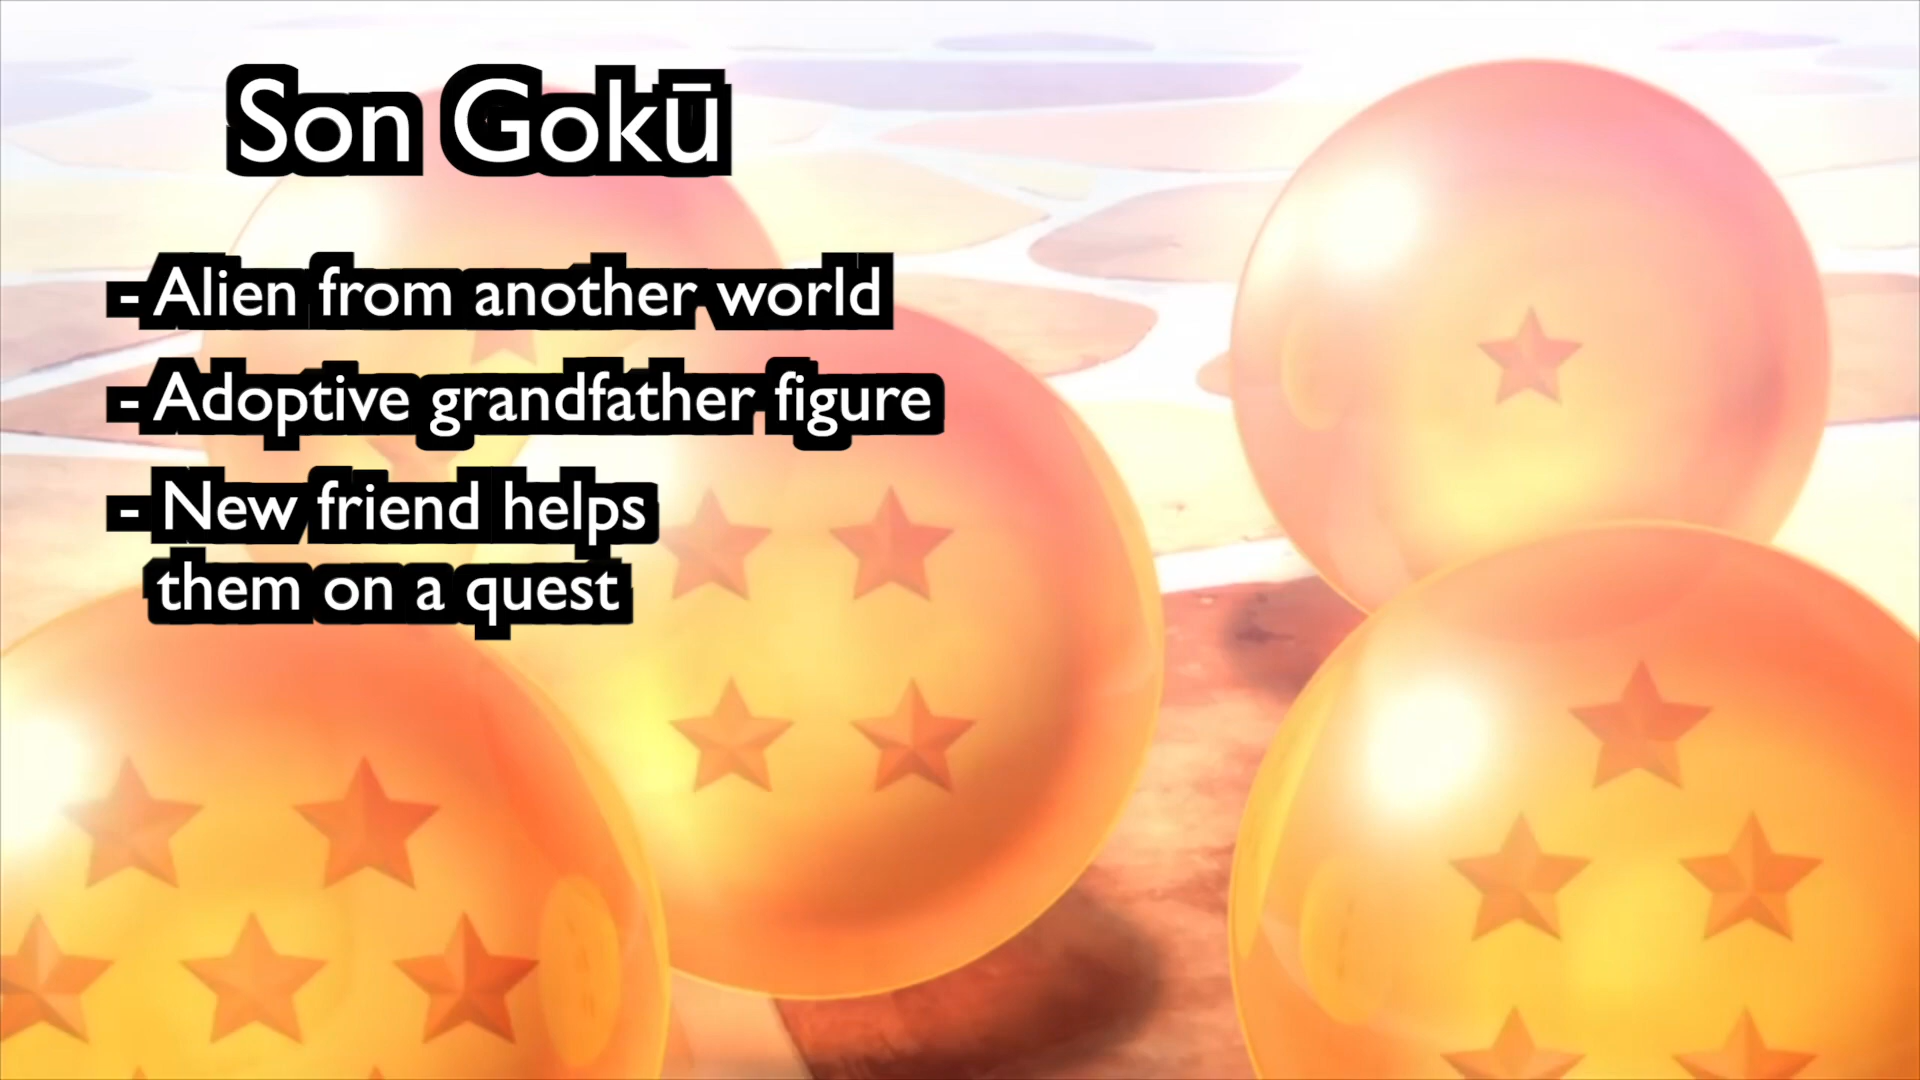 Son Gokū
- Alien from another world
- Adoptive grandfather figure
- New friend helps
them on a quest